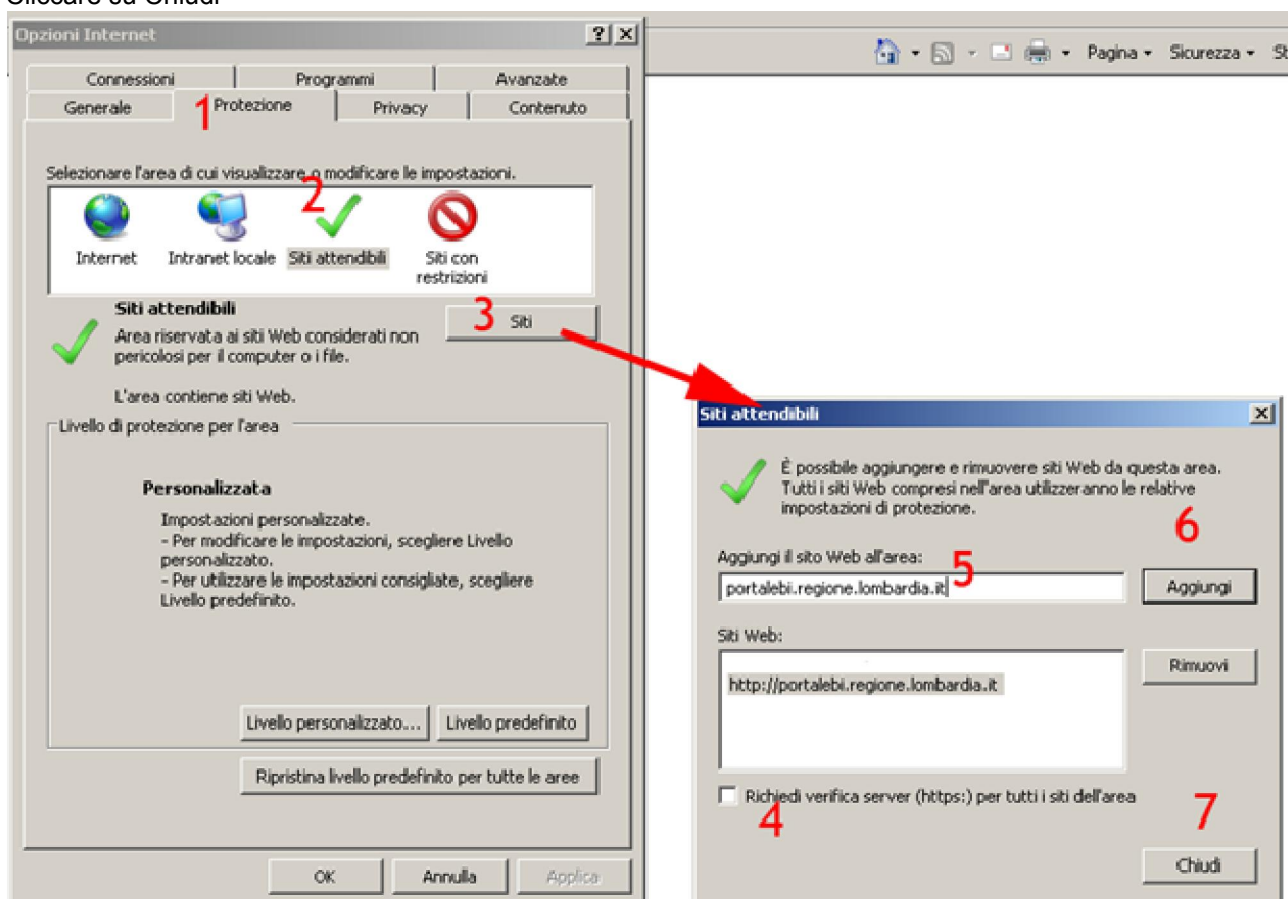 Cliccare su Chiudi
Opzioni Internet
Pagina
Sicurezza
St
Connessioni
Programmi
Avanzate
Generale
1
Protezione
Privacy
Contenuto
Selezionare l'area di cui visualizzare o modificare le impostazioni.
2
Internet
Intranet locale
Siti attendibili
Siti con
restrizioni
Siti attendibili
3
Siti
Area riservata ai siti Web considerati non
pericolosi per il computer o i file.
L'area contiene siti Web.
Livello di protezione per l'area
Personalizzata
Impostazioni personalizzate.
- Per modificare le impostazioni, scegliere Livello
personalizzato.
- Per utilizzare le impostazioni consigliate, scegliere
Livello predefinito.
Livello personalizzato....
Livello predefinito
Ripristina livello predefinito per tutte le aree
OK
Annulla
Applica
Siti attendibili
È possibile aggiungere e rimuovere siti Web da questa area.
Tutti i siti Web compresi nell'area utilizzeranno le relative
impostazioni di protezione.
6
Aggiungi il sito Web all'area:
5
portalebi.regione.lombardia.it
Aggiungi
Siti Web:
http://portalebi.regione.lombardia.it
Rimuovi
Richiedi verifica server (https:) per tutti i siti dell'area
4
7
Chiudi